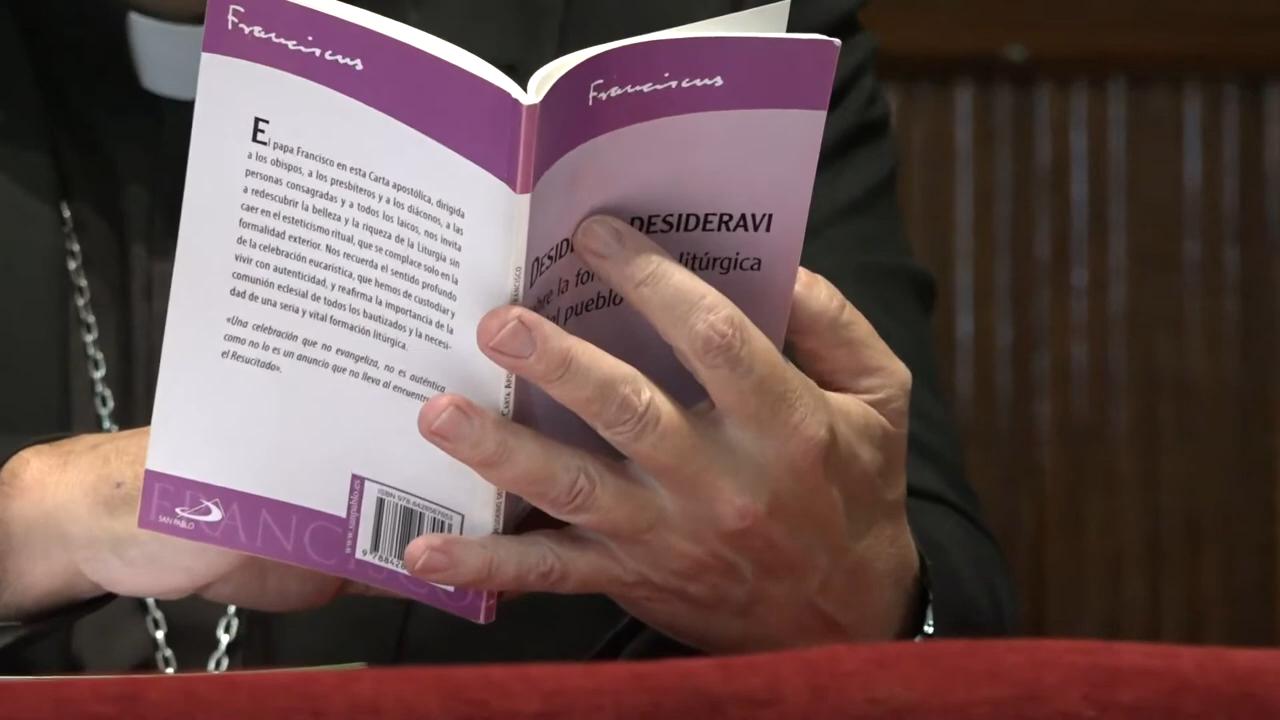 Franciscus
El papa Francisco en esta Carta apostólica, dirigida
a los obispos, a los presbíteros y a los diáconos, a las
personas consagradas y a todos los laicos, nos invita
a redescubrir la belleza y la riqueza de la Liturgia sin
caer en el esteticismo ritual, que se complace solo en la
formalidad exterior. Nos recuerda el sentido profundo
de la celebración eucarística, que hemos de custodiar y
vivir con autenticidad, y reafirma la importancia de la
comunión eclesial de todos los bautizados y la necesi-
dad de una seria y vital formación litúrgica.
«Una celebración que no evangeliza, no es auténtica
como no lo es un anuncio que no lleva al encuentro
el Resucitado».
SAN PABLO
FRANCISCO
www.sanpablo.es
FRANCISCO
CARTA
Franciscus
DESIDERAVI
la litúrgica
pueblo